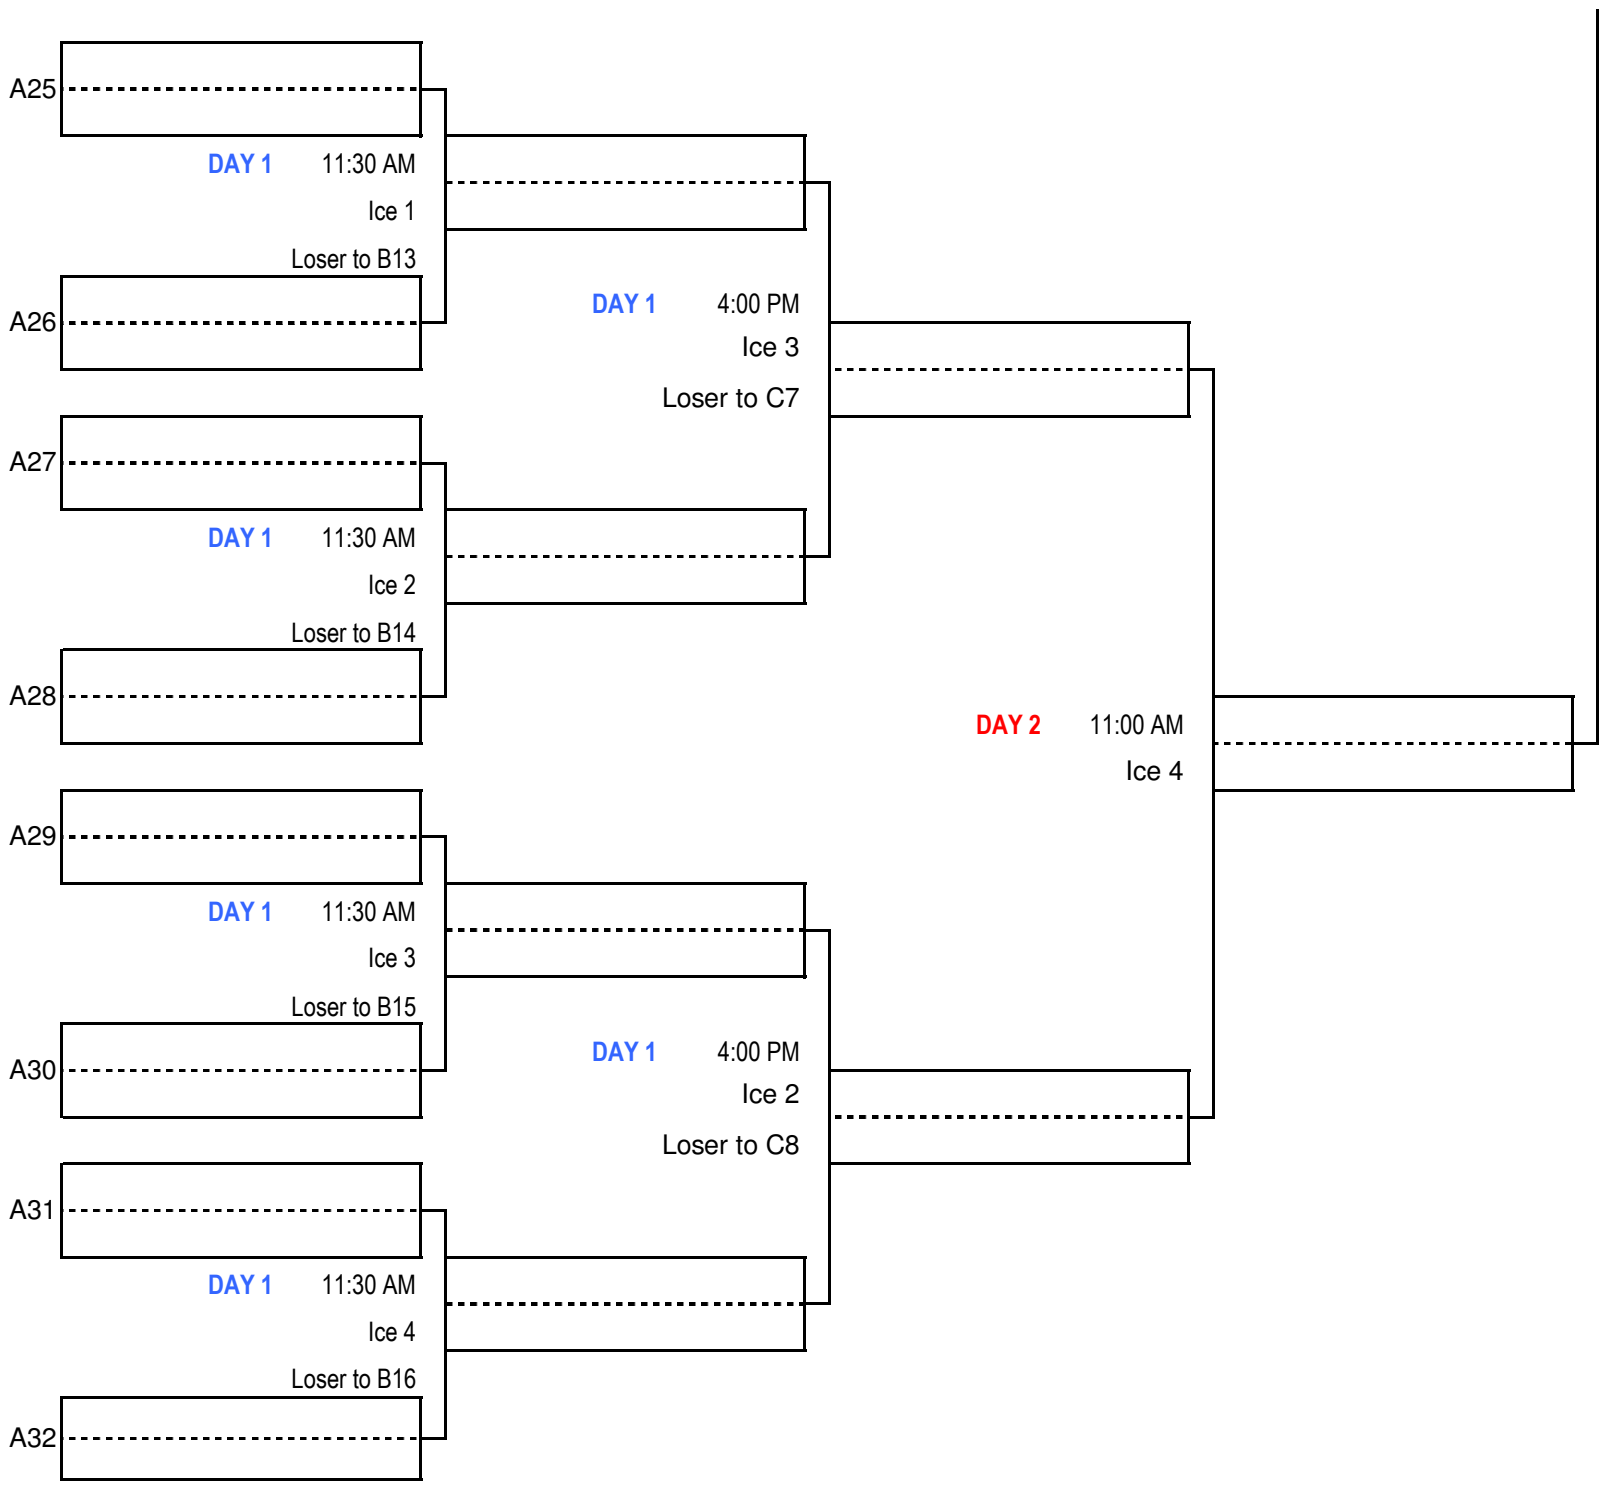 A25
DAY 1 11:30 AM
Ice 1
Loser to B13
A26
DAY 1 4:00 PM
Ice 3
Loser to C7
A27
DAY 1 11:30 AM
Ice 2
Loser to B14
A28
DAY 2 11:00 AM
Ice 4
A29
DAY 1 11:30 AM
Ice 3
Loser to B15
A30
DAY 1 4:00 PM
Ice 2
Loser to C8
A31
DAY 1 11:30 AM
Ice 4
Loser to B16
A32